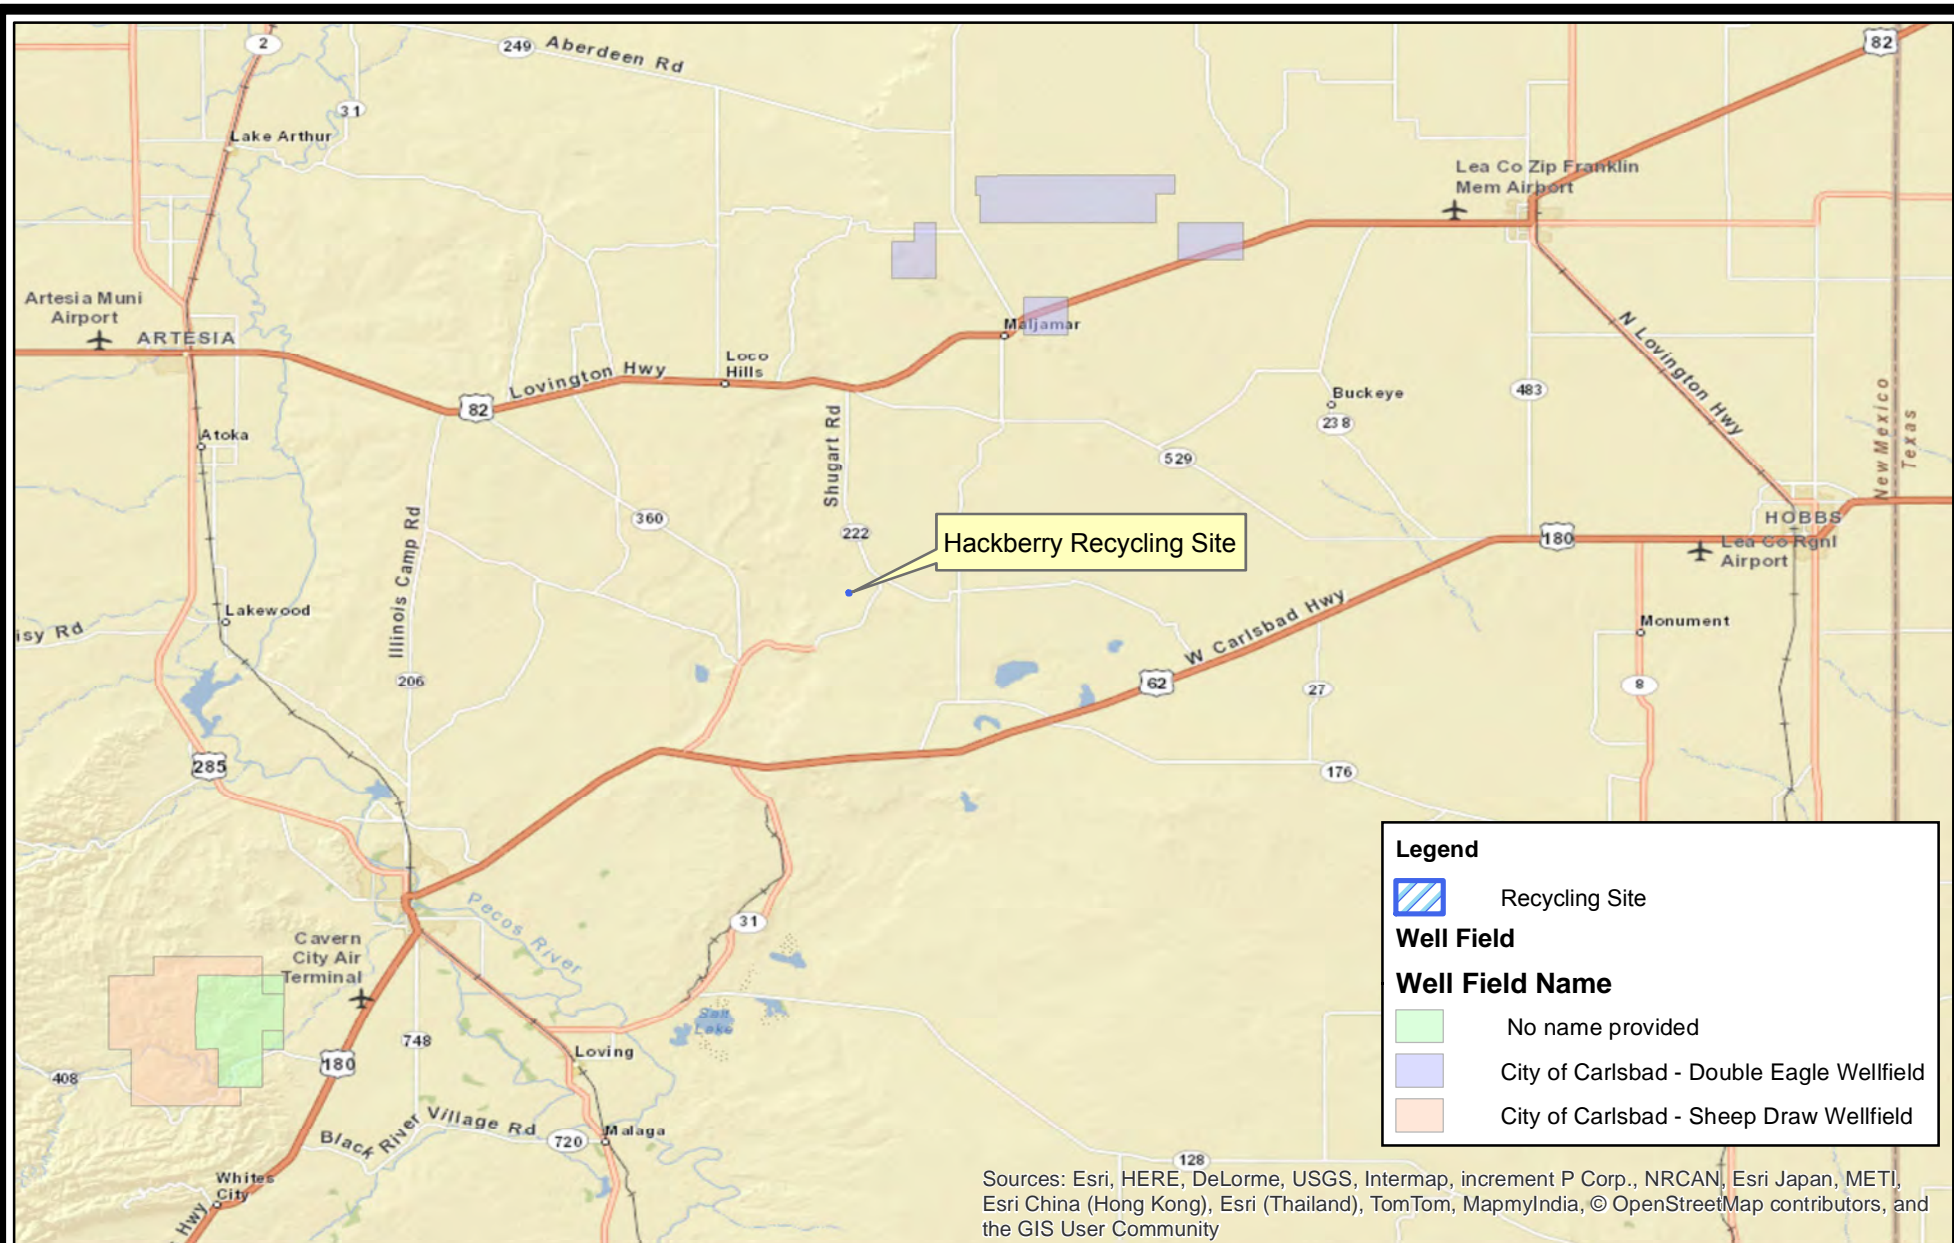 2
249 Aberdeen Rd
82
31
Lake Arthur
Lea Co Zip Franklin
Mem Airport
Artesia Muni
Airport
ARTESIA
Maljamar
Loco
Hills
Lovington Hwy
82
N Lovington Hwy
Buckeye
238
483
New Mexico
Texas
Atoka
Shugart Rd
529
360
222
Hackberry Recycling Site
180
HOBBS
Lea Co Rgnl
Airport
Illinois Camp Rd
Lakewood
isy Rd
Monument
W Carlsbad Hwy
206
62
27
8
285
176
Pecos River
31
Cavern
City Air
Terminal
Salt
Lake
748
180
Loving
408
Black River Village Rd
720
Malaga
128
Whites
City
Hwy
Legend
Recycling Site
Well Field
Well Field Name
No name provided
City of Carlsbad - Double Eagle Wellfield
City of Carlsbad - Sheep Draw Wellfield
Sources: Esri, HERE, DeLorme, USGS, Intermap, increment P Corp., NRCAN, Esri Japan, METI,
Esri China (Hong Kong), Esri (Thailand), TomTom, MapmyIndia, © OpenStreetMap contributors, and
the GIS User Community